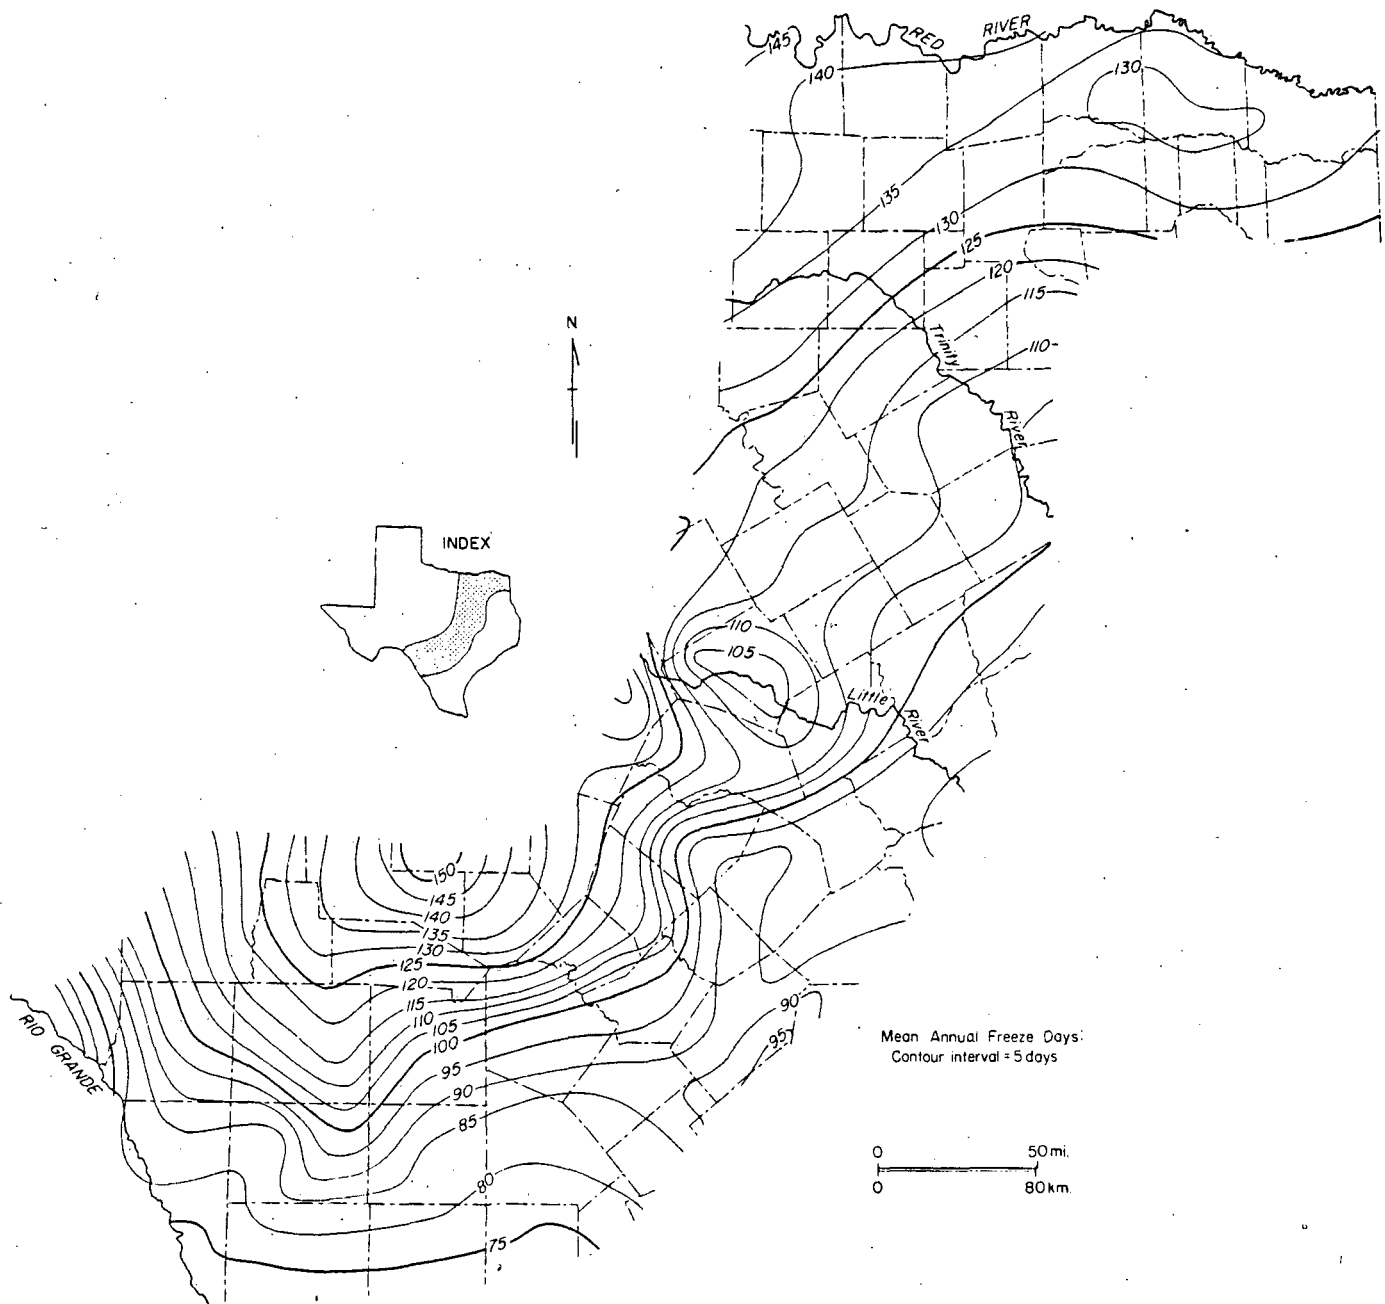 145
RED RIVER
140
130
135
130
125
120
115
110
Trinity
River
N
INDEX
110
105
Little
River
150
145
140
135
130
125
120
115
110
105
100
95
90
85
80
75
90
95
RIO GRANDE
Mean Annual Freeze Days:
Contour interval = 5 days
0 50 mi.
0 80 km.